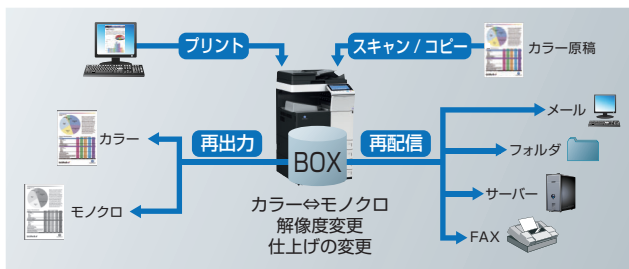 プリント
スキャン / コピー
カラー原稿
カラー
モノクロ
再出力
BOX
再配信
カラー⇔モノクロ
解像度変更
仕上げの変更
メール
フォルダ
サーバー
FAX